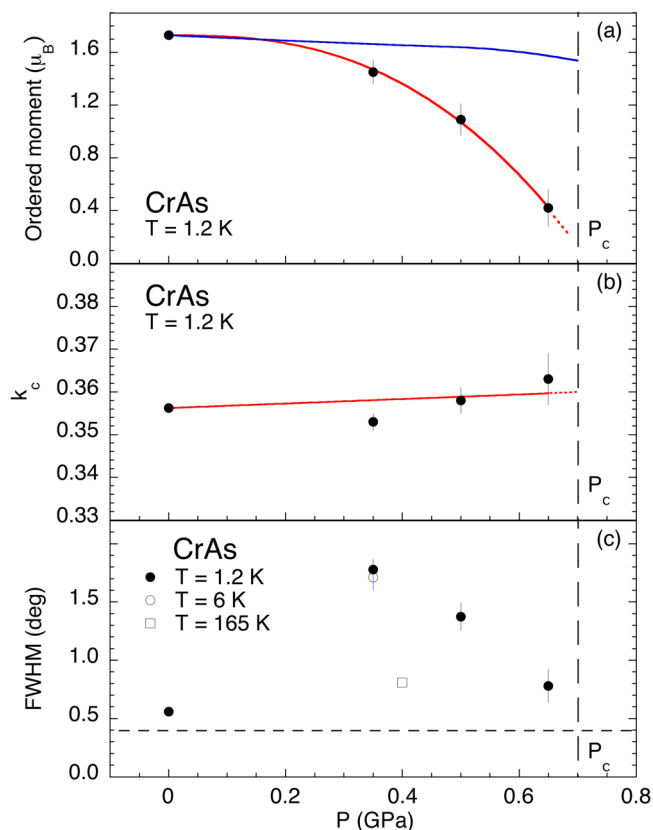 (a)
Ordered moment (μB)
1.6
1.2
0.8
0.4
0.0
CrAs
T = 1.2 K
Pc
(b)
kc
0.38
0.37
0.36
0.35
0.34
0.33
CrAs
T = 1.2 K
Pc
(c)
FWHM (deg)
1.5
1.0
0.5
0.0
CrAs
T = 1.2 K
T = 6 K
T = 165 K
Pc
0 0.2 0.4 0.6 0.8
P (GPa)